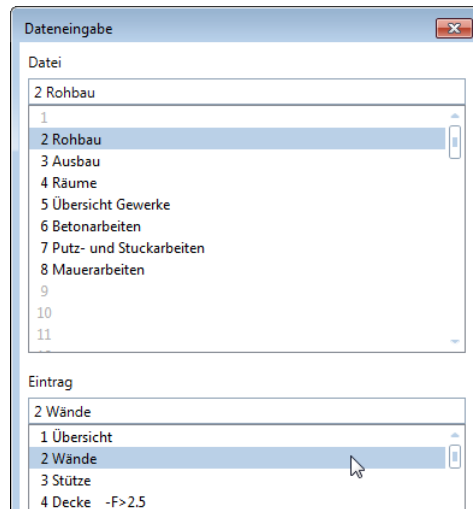 Dateneingabe
Datei
2 Rohbau
1
2 Rohbau
3 Ausbau
4 Räume
5 Übersicht Gewerke
6 Betonarbeiten
7 Putz- und Stuckarbeiten
8 Mauerarbeiten
9
10
11
Eintrag
2 Wände
1 Übersicht
2 Wände
3 Stütze
4 Decke -F>2.5